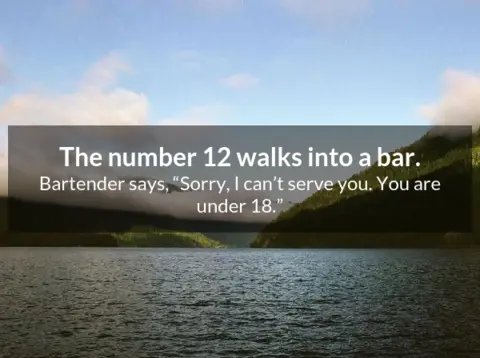 The number 12 walks into a bar.
Bartender says, “Sorry, I can’t serve you. You are
under 18.”